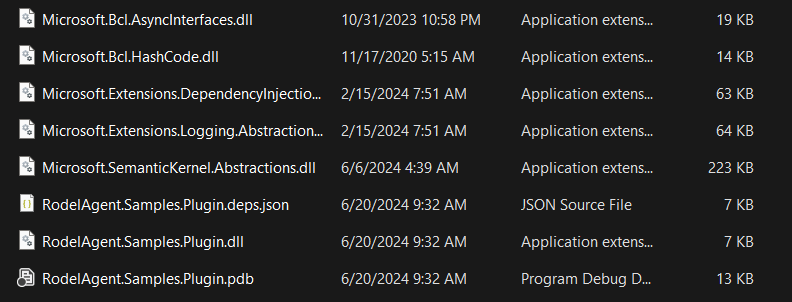 Microsoft.Bcl.AsyncInterfaces.dll 10/31/2023 10:58 PM Application extens... 19 KB
Microsoft.Bcl.HashCode.dll 11/17/2020 5:15 AM Application extens... 14 KB
Microsoft.Extensions.DependencyInjectio... 2/15/2024 7:51 AM Application extens... 63 KB
Microsoft.Extensions.Logging.Abstraction... 2/15/2024 7:51 AM Application extens... 64 KB
Microsoft.SemanticKernel.Abstractions.dll 6/6/2024 4:39 AM Application extens... 223 KB
RodelAgent.Samples.Plugin.deps.json 6/20/2024 9:32 AM JSON Source File 7 KB
RodelAgent.Samples.Plugin.dll 6/20/2024 9:32 AM Application extens... 7 KB
RodelAgent.Samples.Plugin.pdb 6/20/2024 9:32 AM Program Debug D... 13 KB